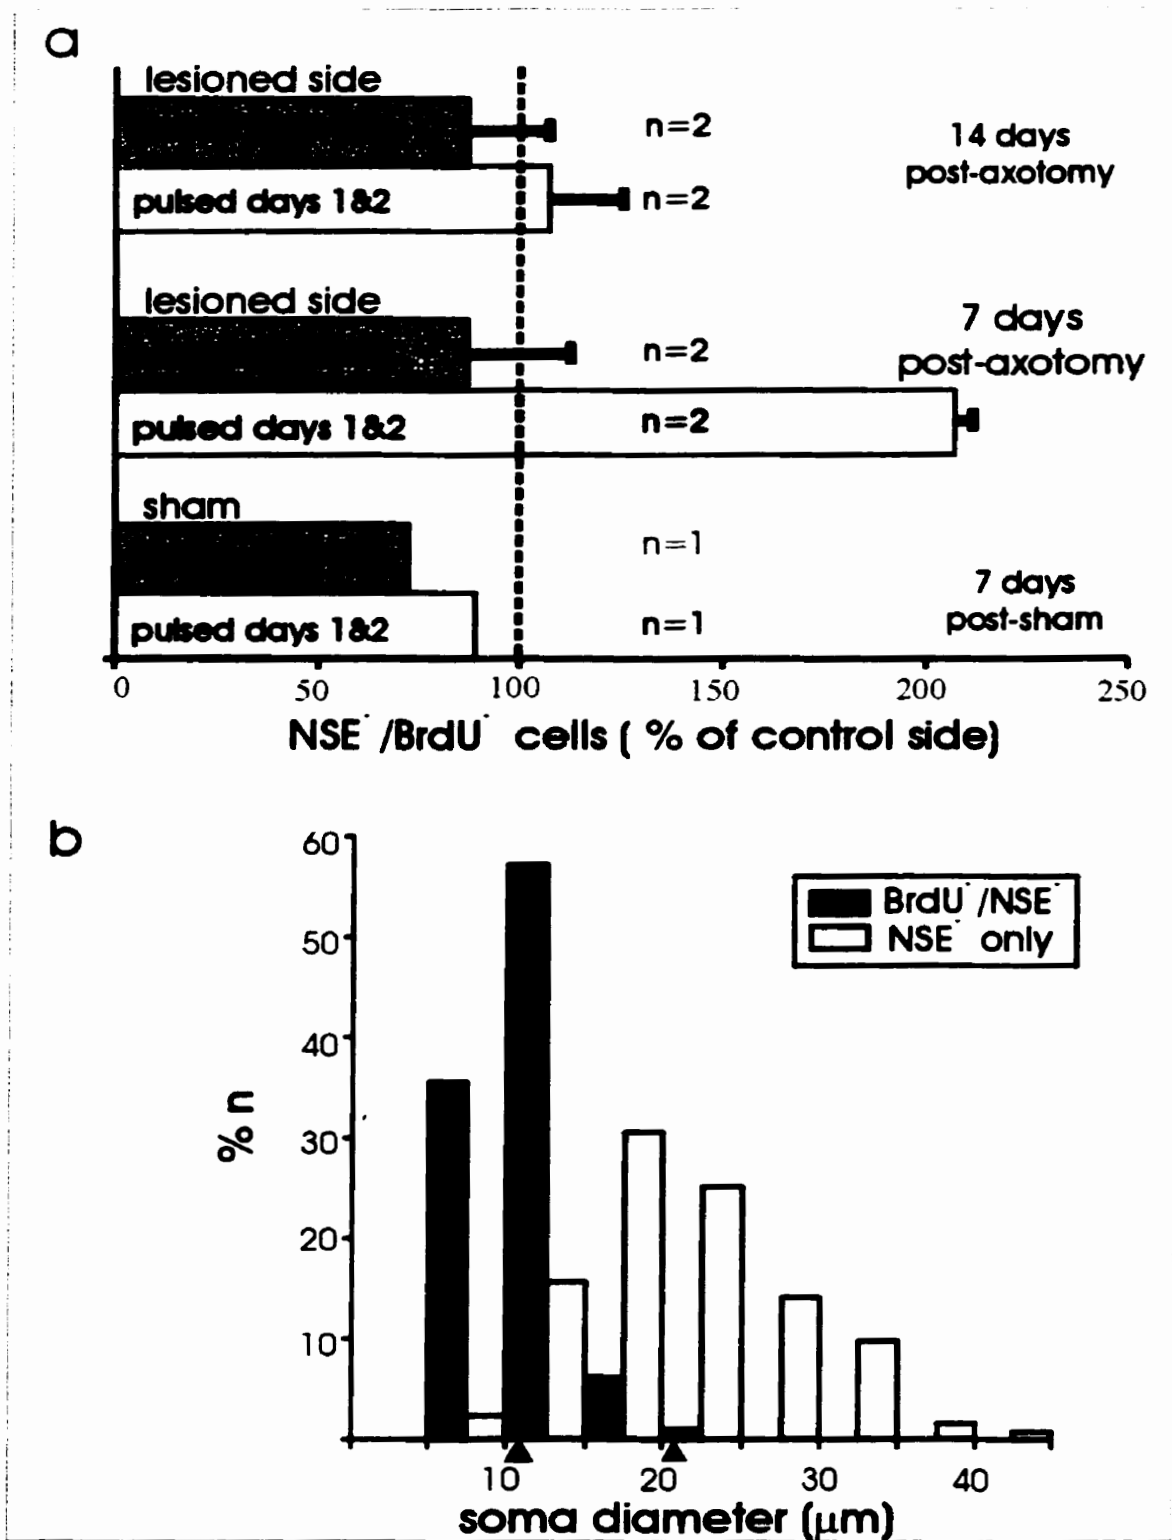 a
lesioned side
n=2
14 days
post-axotomy
pulsed days 1&2
n=2
lesioned side
n=2
7 days
post-axotomy
pulsed days 1&2
n=2
sham
n=1
7 days
post-sham
pulsed days 1&2
n=1
0 50 100 150 200 250
NSE˙/BrdU˙ cells ( % of control side)
b
60
50
40
30
20
10
% n
BrdU˙/NSE˙
NSE˙ only
10 20 30 40
soma diameter (µm)